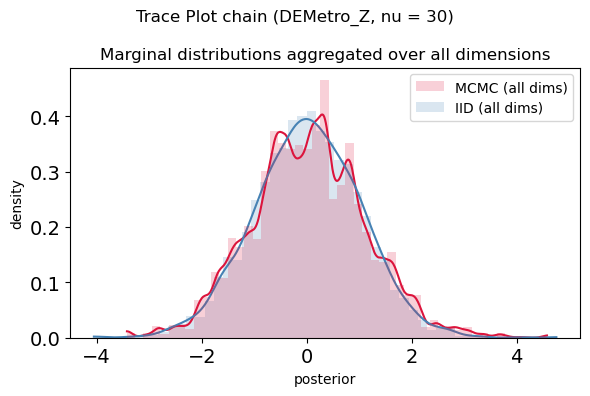 Trace Plot chain (DEMetro_Z, nu = 30)
Marginal distributions aggregated over all dimensions
MCMC (all dims)
IID (all dims)
density
0.4
0.3
0.2
0.1
0.0
−4
−2
0
2
4
posterior